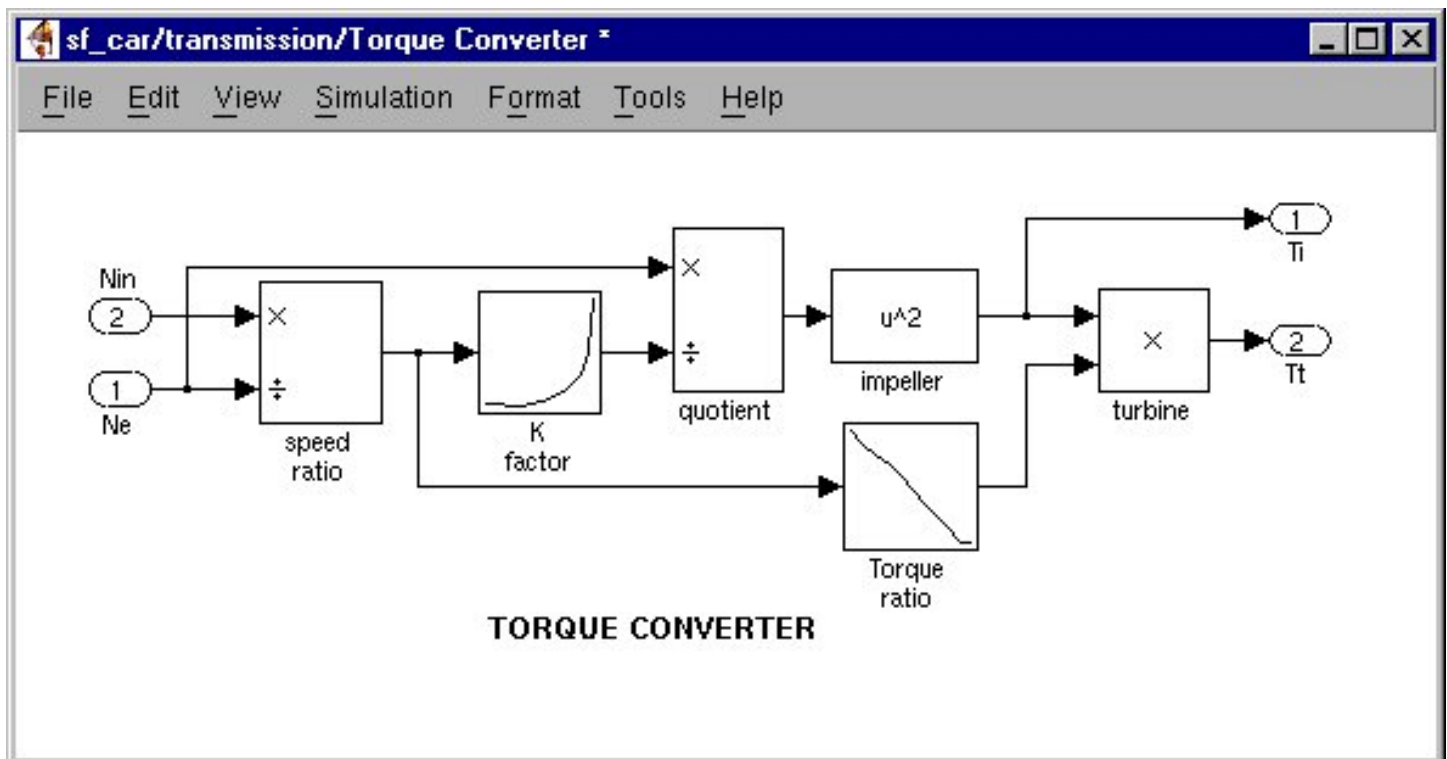 sf_car/transmission/Torque Converter *
File Edit View Simulation Format Tools Help
Nin
2
1
Ne
×
÷
speed
ratio
K
factor
×
÷
quotient
u^2
impeller
Torque
ratio
×
turbine
1
Ti
2
Tt
TORQUE CONVERTER